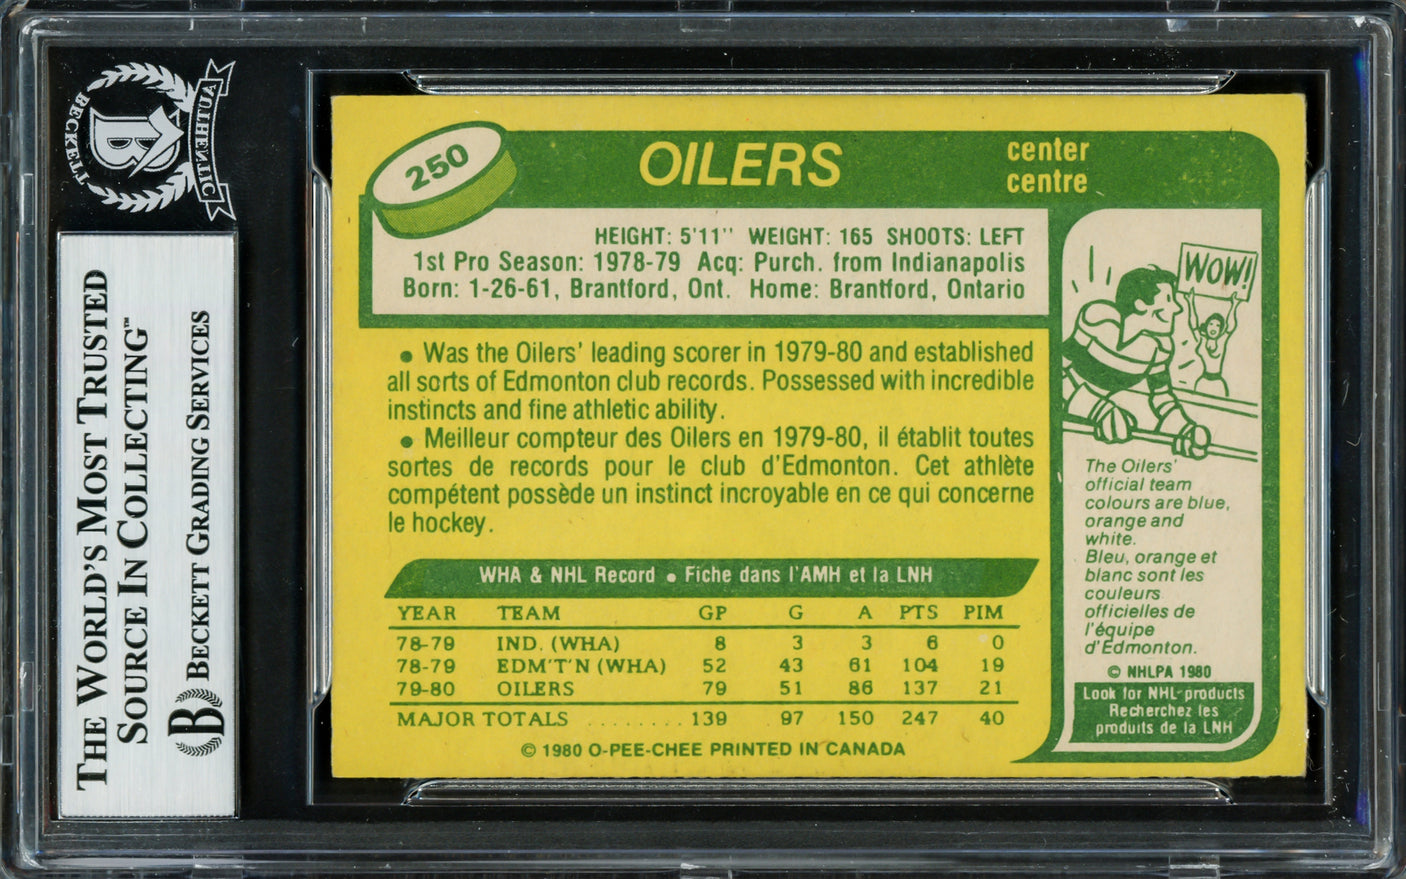 BECKETT
AUTHENTIC
B
THE WORLD'S MOST TRUSTED
SOURCE IN COLLECTING™
B BECKETT GRADING SERVICES
250
OILERS
center
centre
HEIGHT: 5'11'' WEIGHT: 165 SHOOTS: LEFT
1st Pro Season: 1978-79 Acq: Purch. from Indianapolis
Born: 1-26-61, Brantford, Ont. Home: Brantford, Ontario
• Was the Oilers' leading scorer in 1979-80 and established
all sorts of Edmonton club records. Possessed with incredible
instincts and fine athletic ability.
• Meilleur compteur des Oilers en 1979-80, il établit toutes
sortes de records pour le club d'Edmonton. Cet athlète
compétent possède un instinct incroyable en ce qui concerne
le hockey.
WHA & NHL Record • Fiche dans l'AMH et la LNH
YEAR TEAM GP G A PTS PIM
78-79 IND. (WHA) 8 3 3 6 0
78-79 EDM'T'N (WHA) 52 43 61 104 19
79-80 OILERS 79 51 86 137 21
MAJOR TOTALS ........ 139 97 150 247 40
© 1980 O-PEE-CHEE PRINTED IN CANADA
WOW!
The Oilers'
official team
colours are blue,
orange and
white.
Bleu, orange et
blanc sont les
couleurs
officielles de
l'équipe
d'Edmonton.
© NHLPA 1980
Look for NHL products
Recherchez les
produits de la LNH